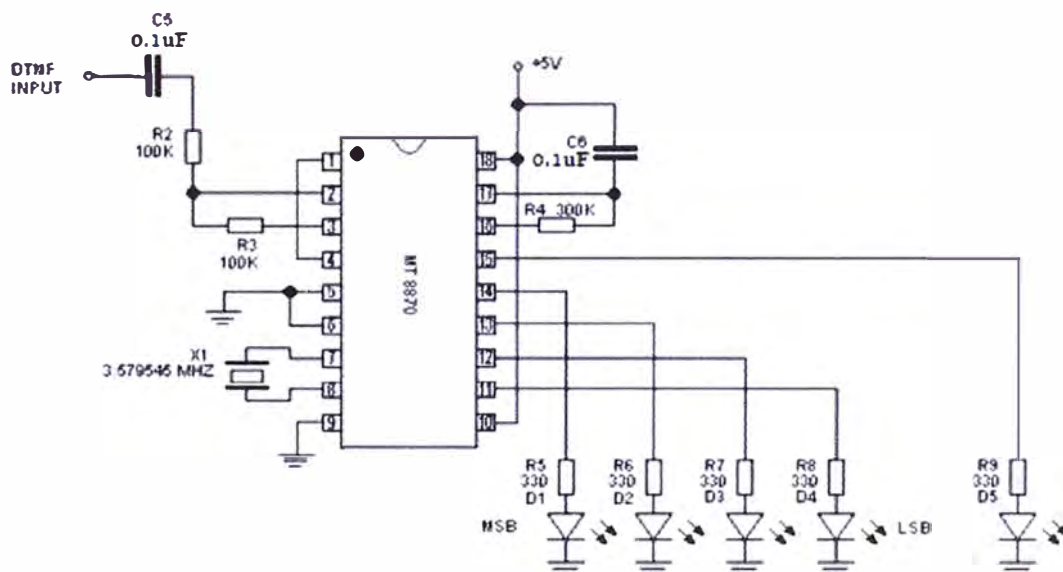 C5
0.1uF
DTMF
INPUT
+5V
R2
100K
C6
0.1uF
1
2
3
4
5
6
7
8
9
18
17
16
15
14
13
12
11
10
R4 300K
R3
100K
MT 8870
X1
3.579545 MHZ
R5
330
D1
R6
330
D2
R7
330
D3
R8
330
D4
R9
330
D5
MSB
LSB